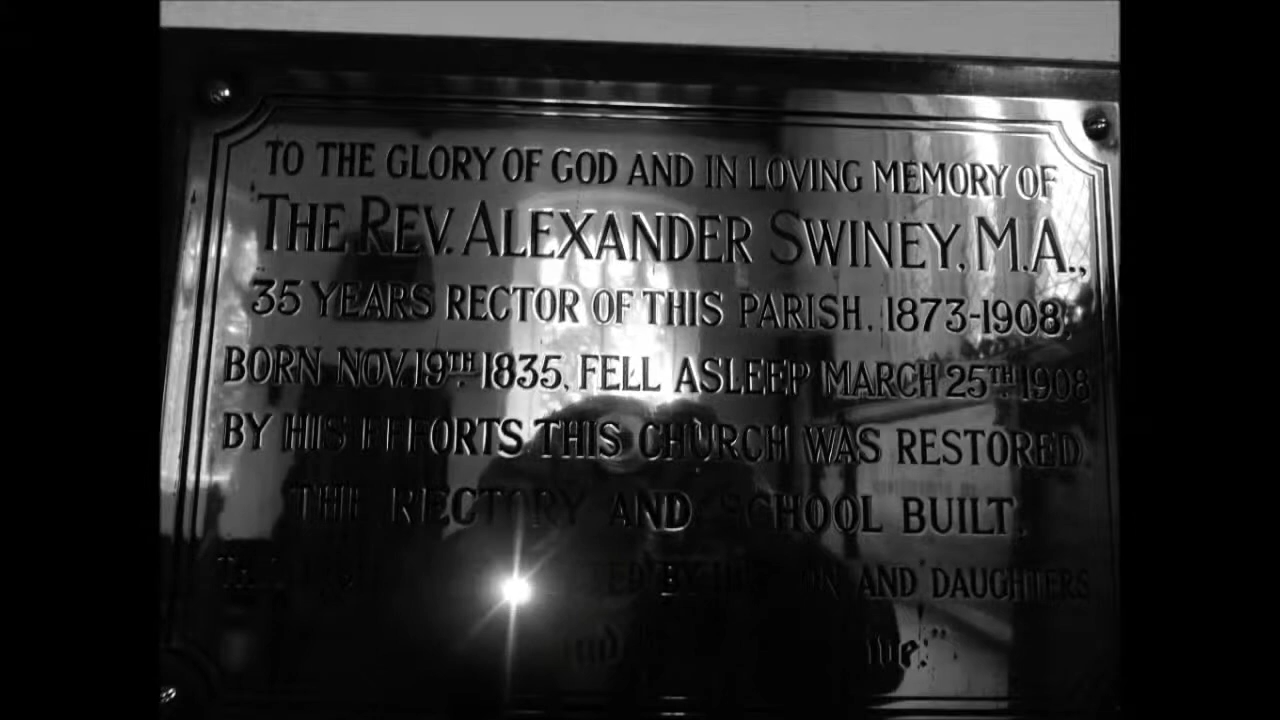 TO THE GLORY OF GOD AND IN LOVING MEMORY OF
THE REV. ALEXANDER SWINEY, M.A.,
35 YEARS RECTOR OF THIS PARISH, 1873-1908,
BORN NOV. 19TH 1835, FELL ASLEEP MARCH 25TH 1908
BY HIS EFFORTS THIS CHURCH WAS RESTORED
THE RECTORY AND SCHOOL BUILT,
BY AND DAUGHTERS